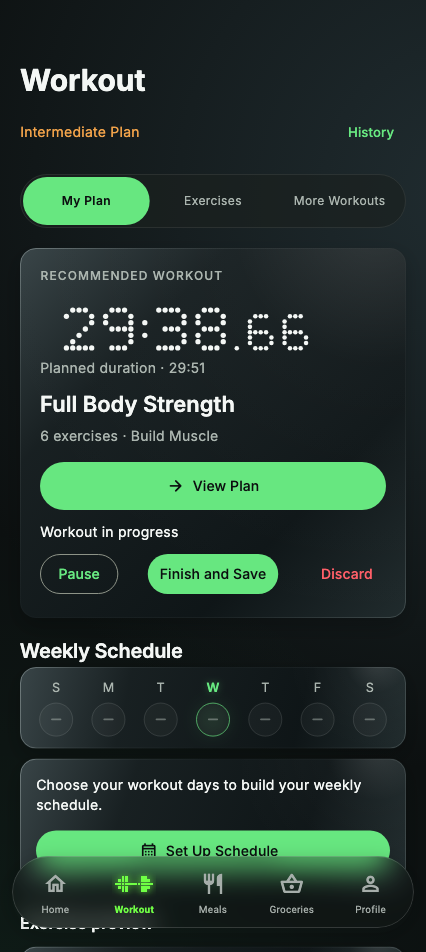 Workout
Intermediate Plan
History
My Plan
Exercises
More Workouts
RECOMMENDED WORKOUT
29:38.66
Planned duration · 29:51
Full Body Strength
6 exercises · Build Muscle
→ View Plan
Workout in progress
Pause
Finish and Save
Discard
Weekly Schedule
S M T W T F S
– – – – – – –
Choose your workout days to build your weekly
schedule.
Set Up Schedule
Home
Workout
Meals
Groceries
Profile
Exercise preview